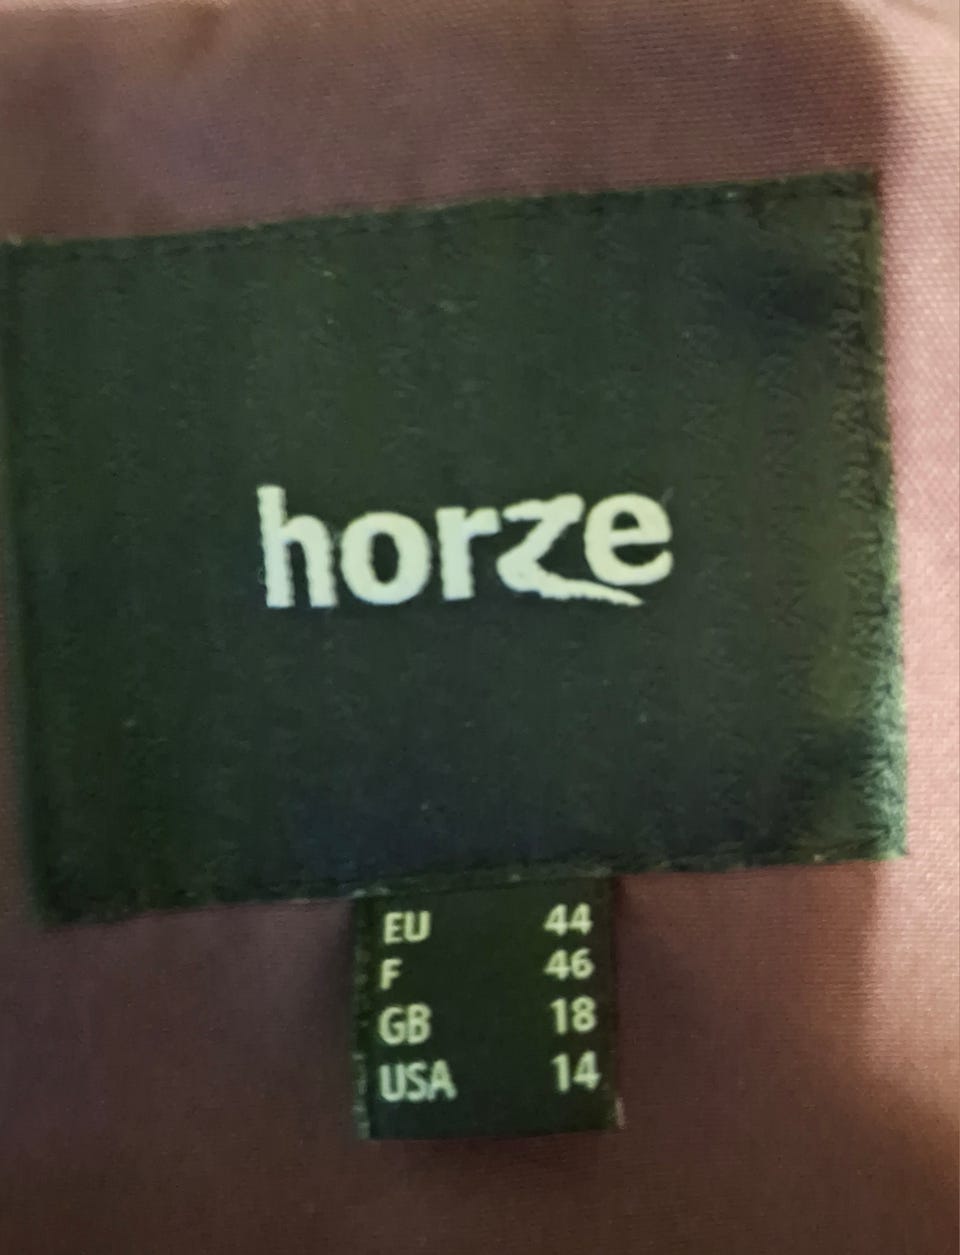 horze
EU 44
F 46
GB 18
USA 14